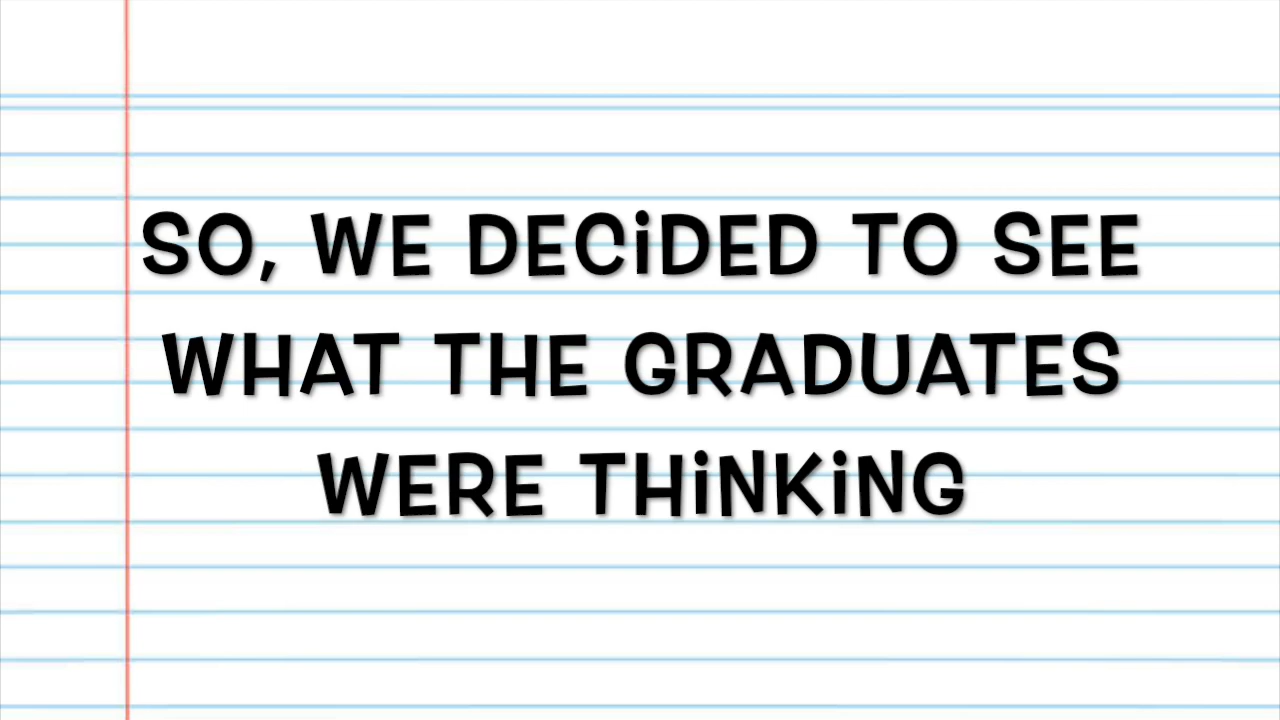 SO, WE DECiDED TO SEE
WHAT THE GRADUATES
WERE THiNKiNG